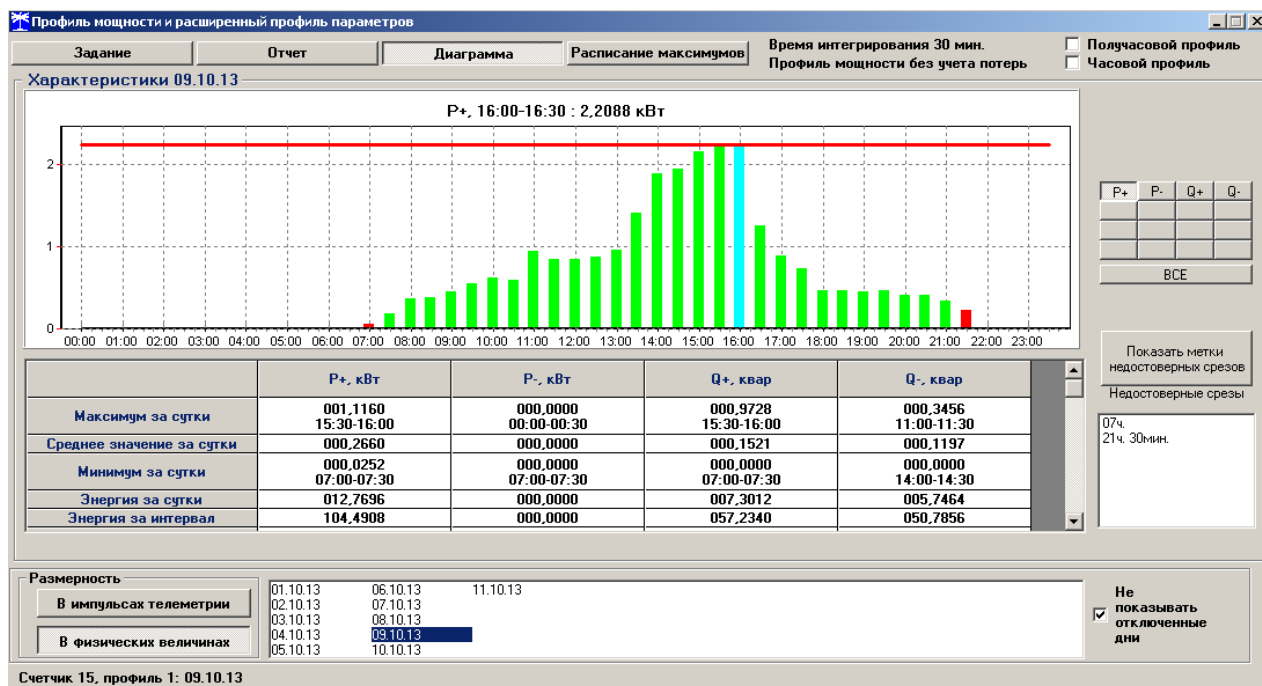 Профиль мощности и расширенный профиль параметров
Задание Отчет Диаграмма Расписание максимумов
Время интегрирования 30 мин.
Профиль мощности без учета потерь
Получасовой профиль
Часовой профиль
Характеристики 09.10.13
P+, 16:00-16:30 : 2,2088 кВт
2
1
0
00:00 01:00 02:00 03:00 04:00 05:00 06:00 07:00 08:00 09:00 10:00 11:00 12:00 13:00 14:00 15:00 16:00 17:00 18:00 19:00 20:00 21:00 22:00 23:00
P+ P- Q+ Q-
ВСЕ
Показать метки
недостоверных срезов
Недостоверные срезы
07ч.
21ч. 30мин.
P+, кВт P-, кВт Q+, квар Q-, квар
Максимум за сутки 001,1160 000,0000 000,9728 000,3456
15:30-16:00 00:00-00:30 15:30-16:00 11:00-11:30
Среднее значение за сутки 000,2660 000,0000 000,1521 000,1197
Минимум за сутки 000,0252 000,0000 000,0000 000,0000
07:00-07:30 07:00-07:30 07:00-07:30 14:00-14:30
Энергия за сутки 012,7696 000,0000 007,3012 005,7464
Энергия за интервал 104,4908 000,0000 057,2340 050,7856
Размерность
В импульсах телеметрии
В физических величинах
01.10.13 06.10.13 11.10.13
02.10.13 07.10.13
03.10.13 08.10.13
04.10.13 09.10.13
05.10.13 10.10.13
Не
показывать
отключенные
дни
Счетчик 15, профиль 1: 09.10.13